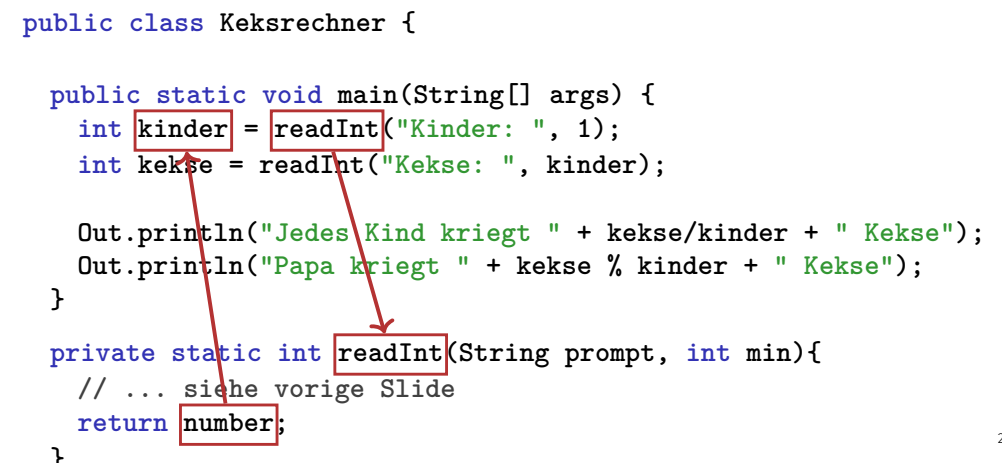 public class Keksrechner {
public static void main(String[] args) {
int kinder = readInt("Kinder: ", 1);
int kekse = readInt("Kekse: ", kinder);
Out.println("Jedes Kind kriegt " + kekse/kinder + " Kekse");
Out.println("Papa kriegt " + kekse % kinder + " Kekse");
}
private static int readInt(String prompt, int min){
// ... siehe vorige Slide
return number;
}